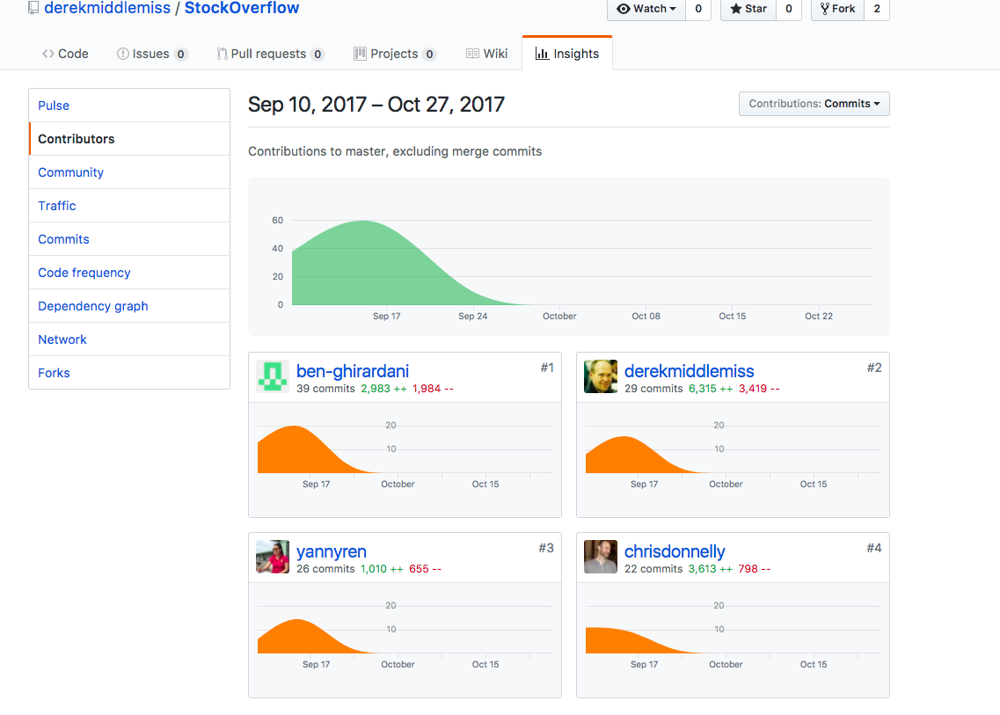 derekmiddlemiss / StockOverflow
Watch 0 Star 0 Fork 2
Code Issues 0 Pull requests 0 Projects 0 Wiki Insights
Pulse
Contributors
Community
Traffic
Commits
Code frequency
Dependency graph
Network
Forks
Sep 10, 2017 – Oct 27, 2017
Contributions: Commits
Contributions to master, excluding merge commits
60
40
20
0
Sep 17 Sep 24 October Oct 08 Oct 15 Oct 22
ben-ghirardani #1
39 commits 2,983 ++ 1,984 --
20
10
Sep 17 October Oct 15
derekmiddlemiss #2
29 commits 6,315 ++ 3,419 --
20
10
Sep 17 October Oct 15
yannyren #3
26 commits 1,010 ++ 655 --
20
10
Sep 17 October Oct 15
chrisdonnelly #4
22 commits 3,613 ++ 798 --
20
10
Sep 17 October Oct 15